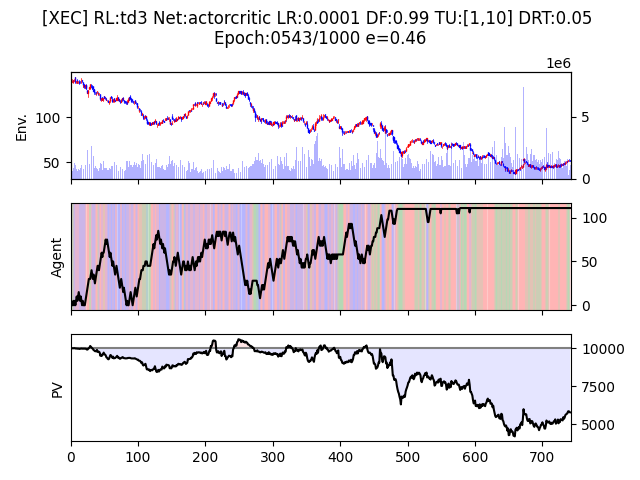 [XEC] RL:td3 Net:actorcritic LR:0.0001 DF:0.99 TU:[1,10] DRT:0.05
Epoch:0543/1000 e=0.46
1e6
Env.
100
50
5
0
Agent
100
50
0
PV
10000
7500
5000
0 100 200 300 400 500 600 700